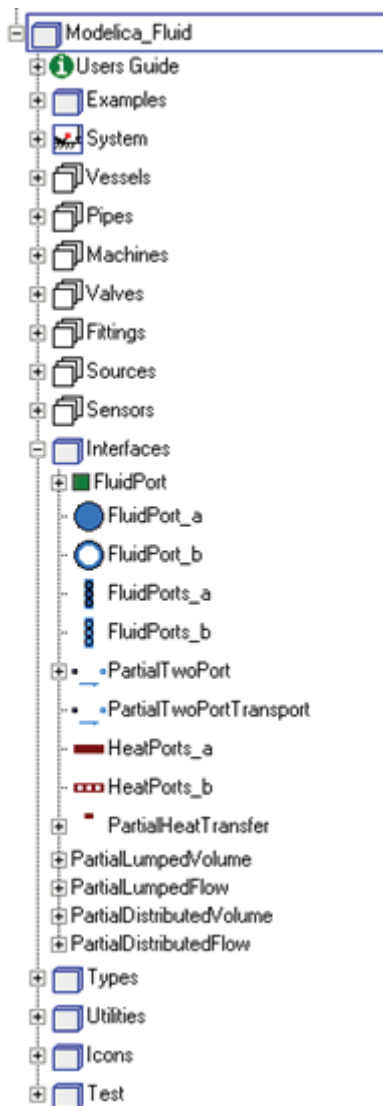 Modelica_Fluid
Users Guide
Examples
System
Vessels
Pipes
Machines
Valves
Fittings
Sources
Sensors
Interfaces
FluidPort
FluidPort_a
FluidPort_b
FluidPorts_a
FluidPorts_b
PartialTwoPort
PartialTwoPortTransport
HeatPorts_a
HeatPorts_b
PartialHeatTransfer
PartialLumpedVolume
PartialLumpedFlow
PartialDistributedVolume
PartialDistributedFlow
Types
Utilities
Icons
Test